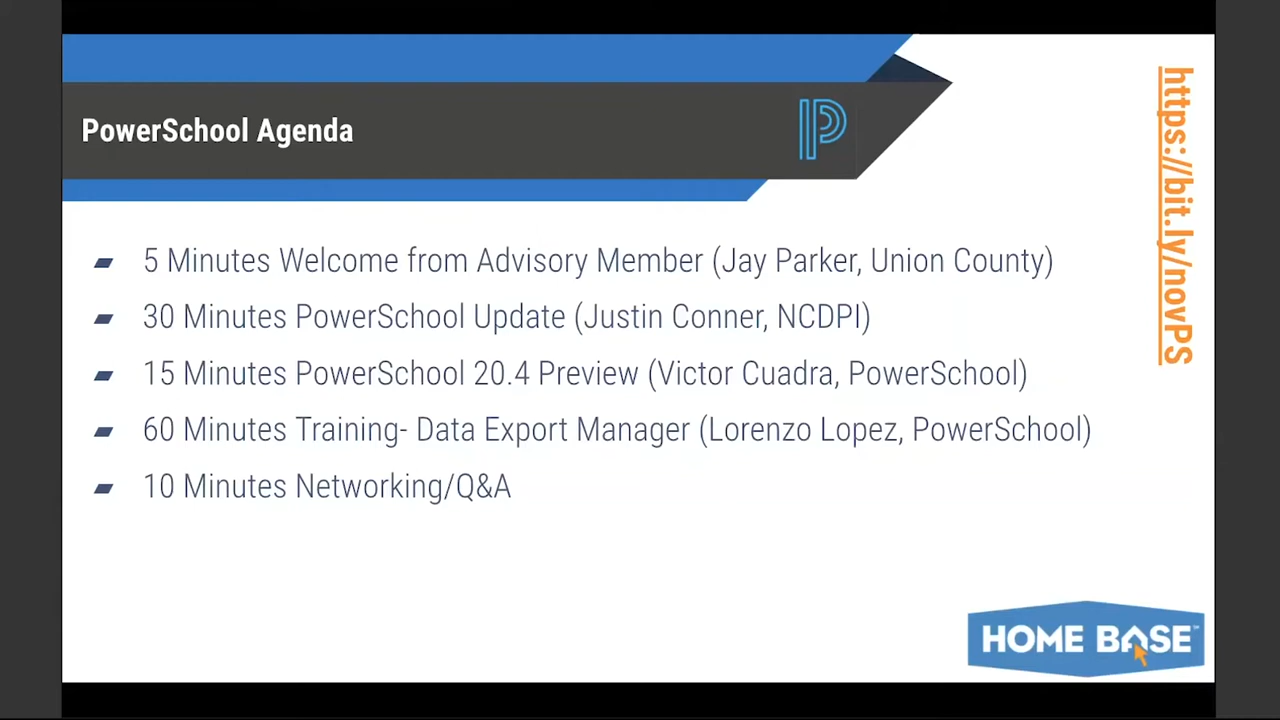 PowerSchool Agenda
https://bit.ly/novPS
5 Minutes Welcome from Advisory Member (Jay Parker, Union County)
30 Minutes PowerSchool Update (Justin Conner, NCDPI)
15 Minutes PowerSchool 20.4 Preview (Victor Cuadra, PowerSchool)
60 Minutes Training- Data Export Manager (Lorenzo Lopez, PowerSchool)
10 Minutes Networking/Q&A
HOME BASE